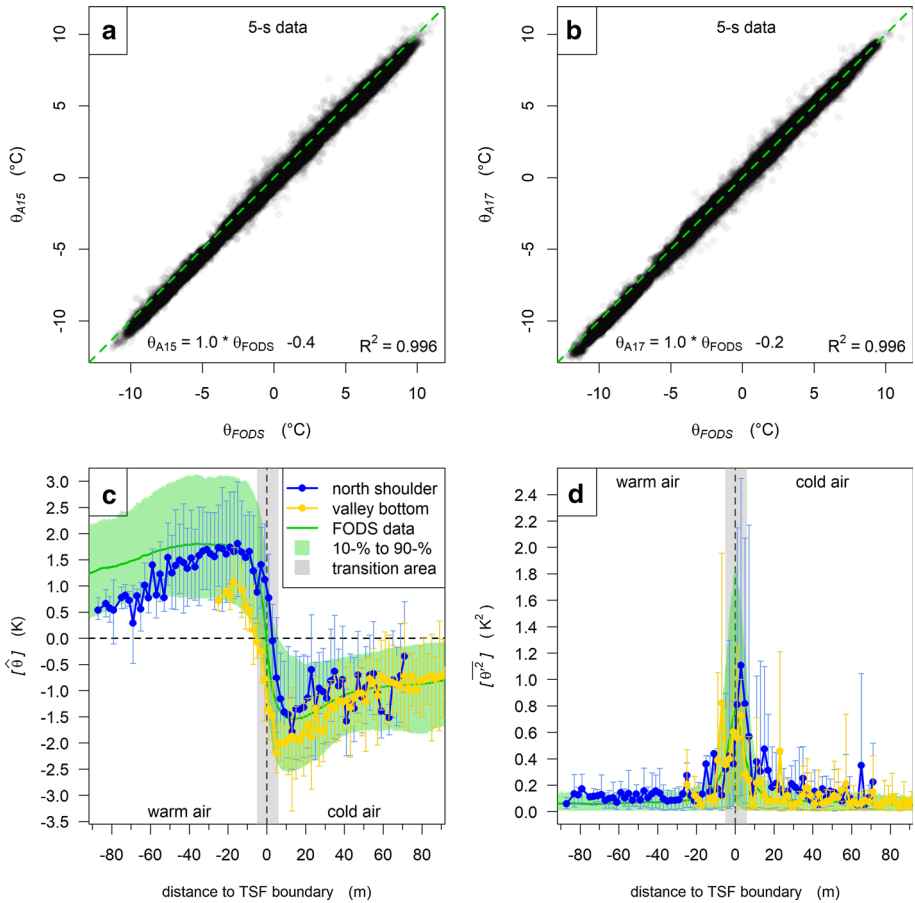 a
5-s data
10
5
0
-5
-10
θA15 (°C)
θA15 = 1.0 * θFODS -0.4
R² = 0.996
-10 -5 0 5 10
θFODS (°C)
b
5-s data
10
5
0
-5
-10
θA17 (°C)
θA17 = 1.0 * θFODS -0.2
R² = 0.996
-10 -5 0 5 10
θFODS (°C)
c
north shoulder
valley bottom
FODS data
10-% to 90-%
transition area
3.0
2.5
2.0
1.5
1.0
0.5
0.0
-0.5
-1.0
-1.5
-2.0
-2.5
-3.0
-3.5
[θ̂] (K)
warm air
cold air
-80 -60 -40 -20 0 20 40 60 80
distance to TSF boundary (m)
d
warm air
cold air
2.4
2.2
2.0
1.8
1.6
1.4
1.2
1.0
0.8
0.6
0.4
0.2
0.0
[θ'²] (K²)
-80 -60 -40 -20 0 20 40 60 80
distance to TSF boundary (m)